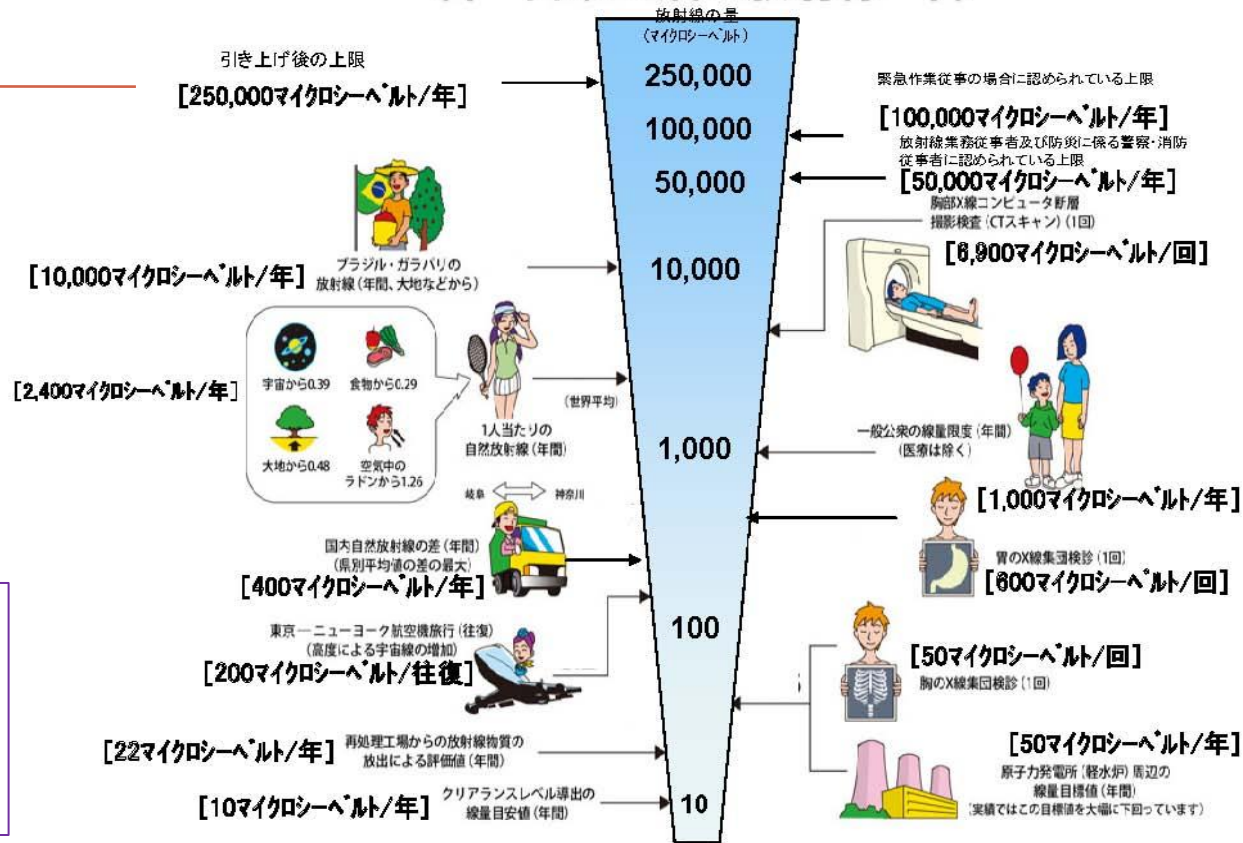 放射線の量
(マイクロシーベルト)
引き上げ後の上限
[250,000マイクロシーベルト/年]
250,000
緊急作業従事の場合に認められている上限
[100,000マイクロシーベルト/年]
100,000
放射線業務従事者及び防災に係る警察・消防
従事者に認められている上限
[50,000マイクロシーベルト/年]
50,000
胸部X線コンピュータ断層
撮影検査(CTスキャン)(1回)
[6,900マイクロシーベルト/回]
[10,000マイクロシーベルト/年]
ブラジル・ガラパリの
放射線(年間、大地などから)
10,000
[2,400マイクロシーベルト/年]
宇宙から0.39
食物から0.29
大地から0.48
空気中の
ラドンから1.26
(世界平均)
1人当たりの
自然放射線(年間)
1,000
一般公衆の線量限度(年間)
(医療は除く)
[1,000マイクロシーベルト/年]
岐阜
神奈川
国内自然放射線の差(年間)
(県別平均値の差の最大)
[400マイクロシーベルト/年]
胃のX線集団検診(1回)
[600マイクロシーベルト/回]
100
東京―ニューヨーク航空機旅行(往復)
(高度による宇宙線の増加)
[200マイクロシーベルト/往復]
[50マイクロシーベルト/回]
胸のX線集団検診(1回)
[22マイクロシーベルト/年]
再処理工場からの放射線物質の
放出による評価値(年間)
[50マイクロシーベルト/年]
原子力発電所(軽水炉)周辺の
線量目標値(年間)
(実績ではこの目標値を大幅に下回っています)
[10マイクロシーベルト/年]
クリアランスレベル導出の
線量目安値(年間)
10